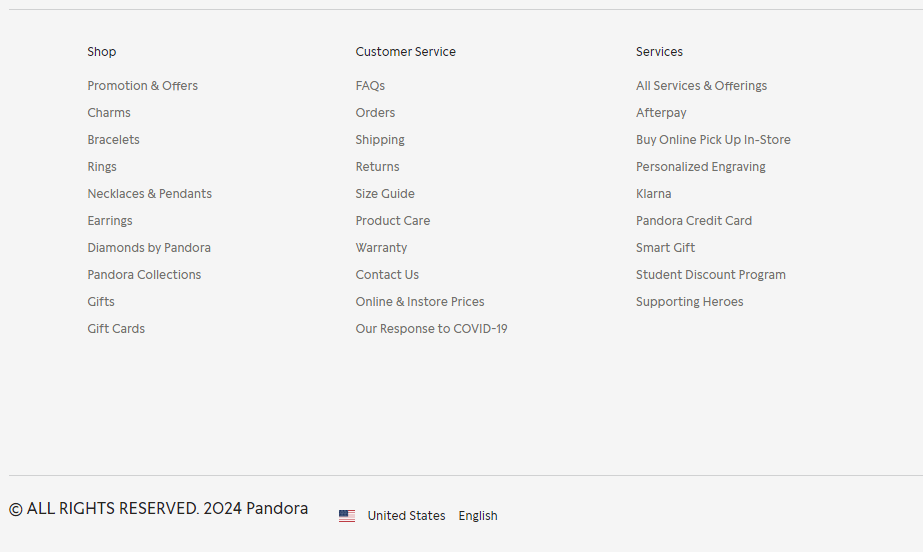 Shop
Promotion & Offers
Charms
Bracelets
Rings
Necklaces & Pendants
Earrings
Diamonds by Pandora
Pandora Collections
Gifts
Gift Cards
Customer Service
FAQs
Orders
Shipping
Returns
Size Guide
Product Care
Warranty
Contact Us
Online & Instore Prices
Our Response to COVID-19
Services
All Services & Offerings
Afterpay
Buy Online Pick Up In-Store
Personalized Engraving
Klarna
Pandora Credit Card
Smart Gift
Student Discount Program
Supporting Heroes
© ALL RIGHTS RESERVED. 2024 Pandora
United States English